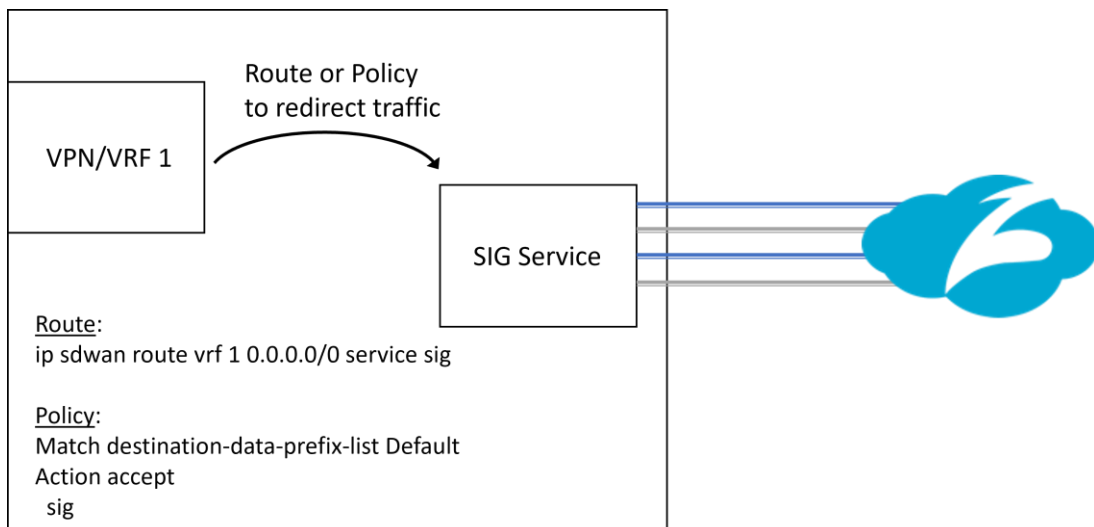 Route or Policy
to redirect traffic
VPN/VRF 1
SIG Service
Route:
ip sdwan route vrf 1 0.0.0.0/0 service sig
Policy:
Match destination-data-prefix-list Default
Action accept
sig